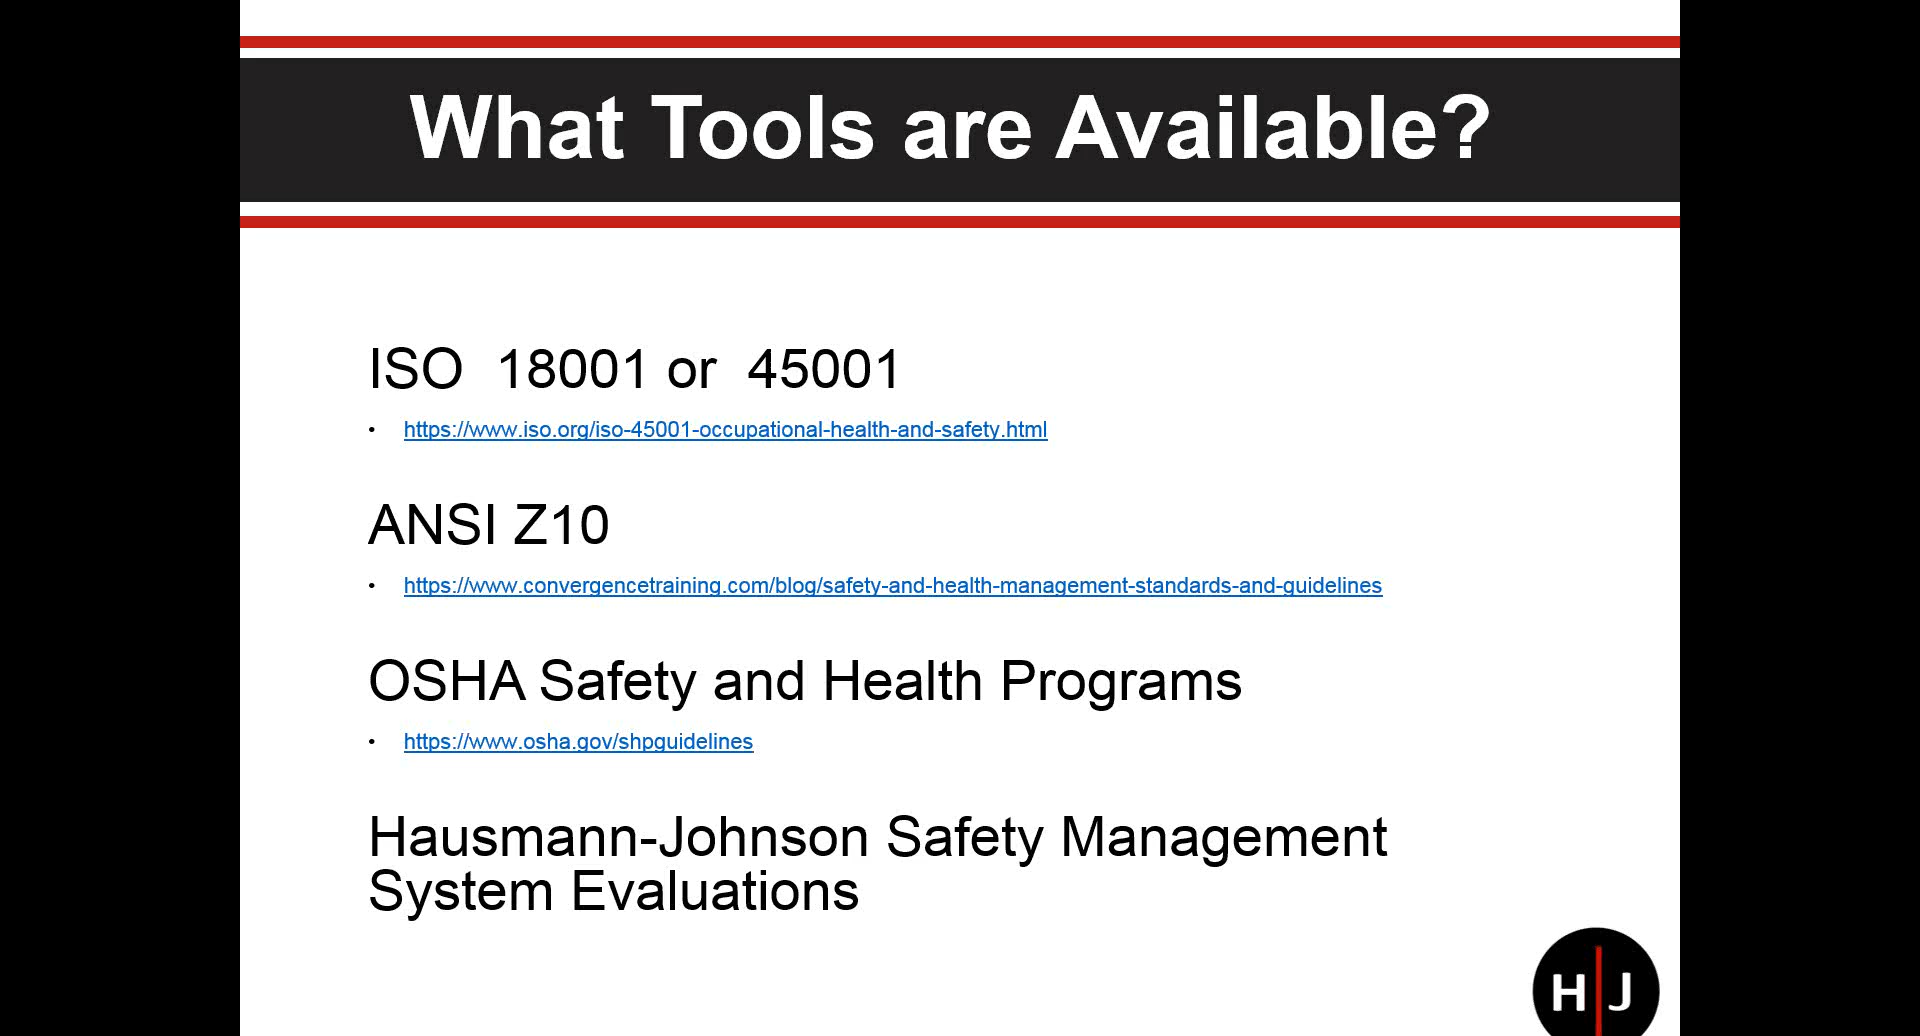 What Tools are Available?
ISO  18001 or  45001
• https://www.iso.org/iso-45001-occupational-health-and-safety.html
ANSI Z10
• https://www.convergencetraining.com/blog/safety-and-health-management-standards-and-guidelines
OSHA Safety and Health Programs
• https://www.osha.gov/shpguidelines
Hausmann-Johnson Safety Management
System Evaluations
H J